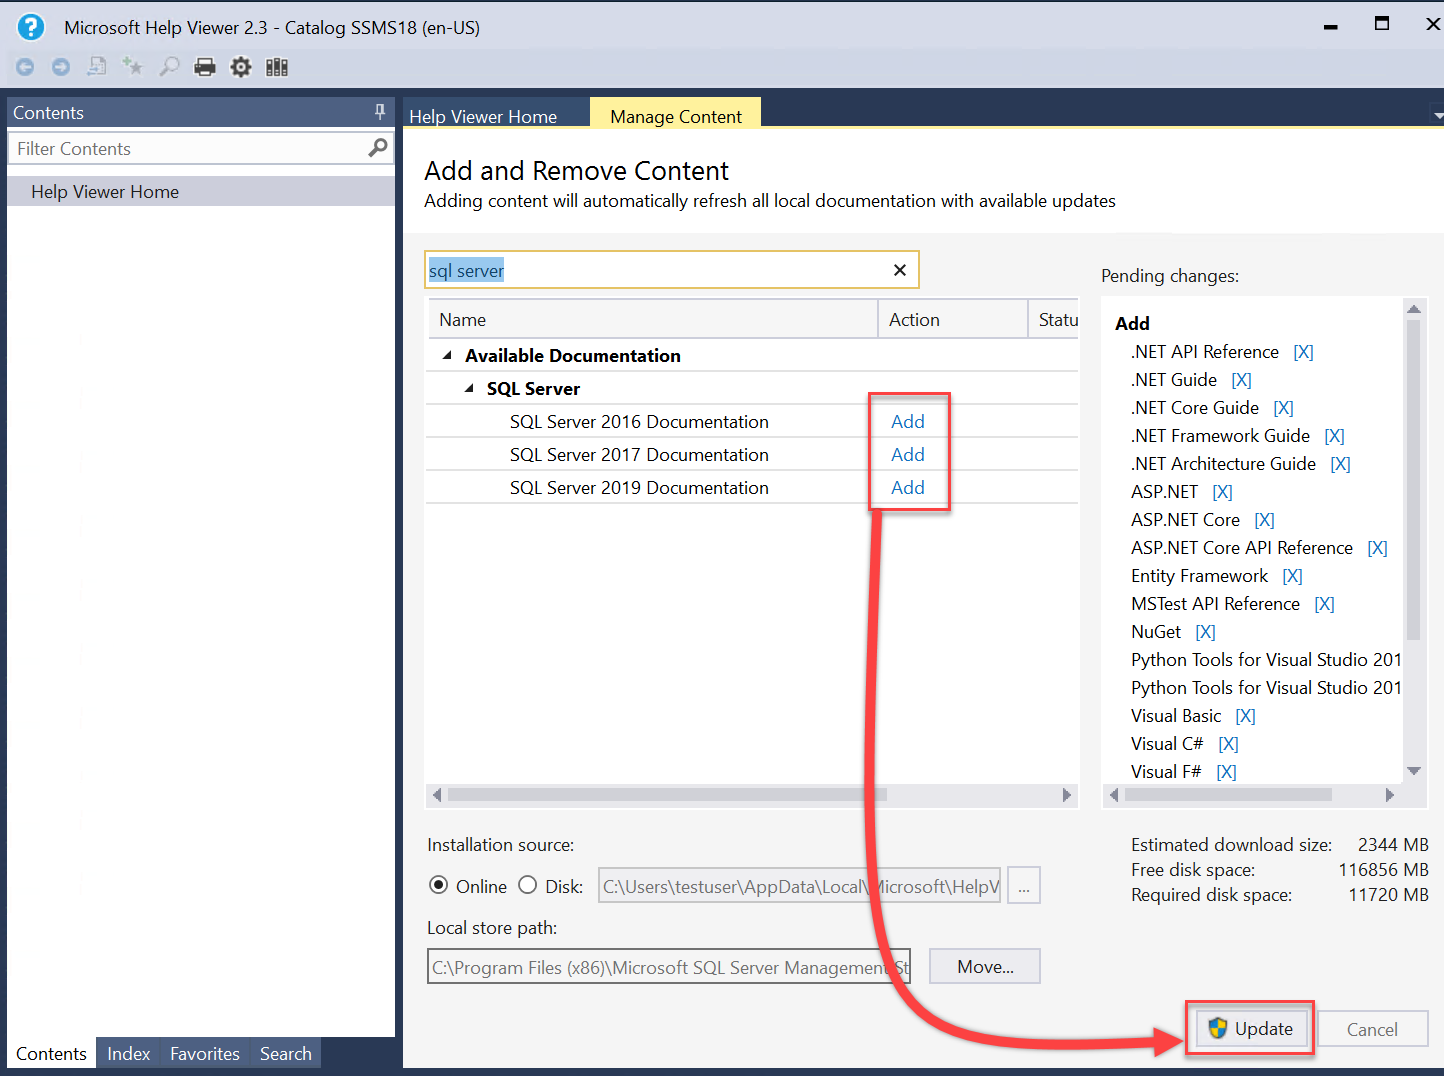 Microsoft Help Viewer 2.3 - Catalog SSMS18 (en-US)
Contents
Filter Contents
Help Viewer Home
Help Viewer Home
Manage Content
Add and Remove Content
Adding content will automatically refresh all local documentation with available updates
sql server
Name
Action
Statu
Available Documentation
SQL Server
SQL Server 2016 Documentation Add
SQL Server 2017 Documentation Add
SQL Server 2019 Documentation Add
Pending changes:
Add
.NET API Reference [X]
.NET Guide [X]
.NET Core Guide [X]
.NET Framework Guide [X]
.NET Architecture Guide [X]
ASP.NET [X]
ASP.NET Core [X]
ASP.NET Core API Reference [X]
Entity Framework [X]
MSTest API Reference [X]
NuGet [X]
Python Tools for Visual Studio 201
Python Tools for Visual Studio 201
Visual Basic [X]
Visual C# [X]
Visual F# [X]
Installation source:
Online
Disk:
C:\Users\testuser\AppData\Local\Microsoft\HelpV
...
Local store path:
C:\Program Files (x86)\Microsoft SQL Server Management St
Move...
Estimated download size: 2344 MB
Free disk space: 116856 MB
Required disk space: 11720 MB
Update
Cancel
Contents
Index
Favorites
Search